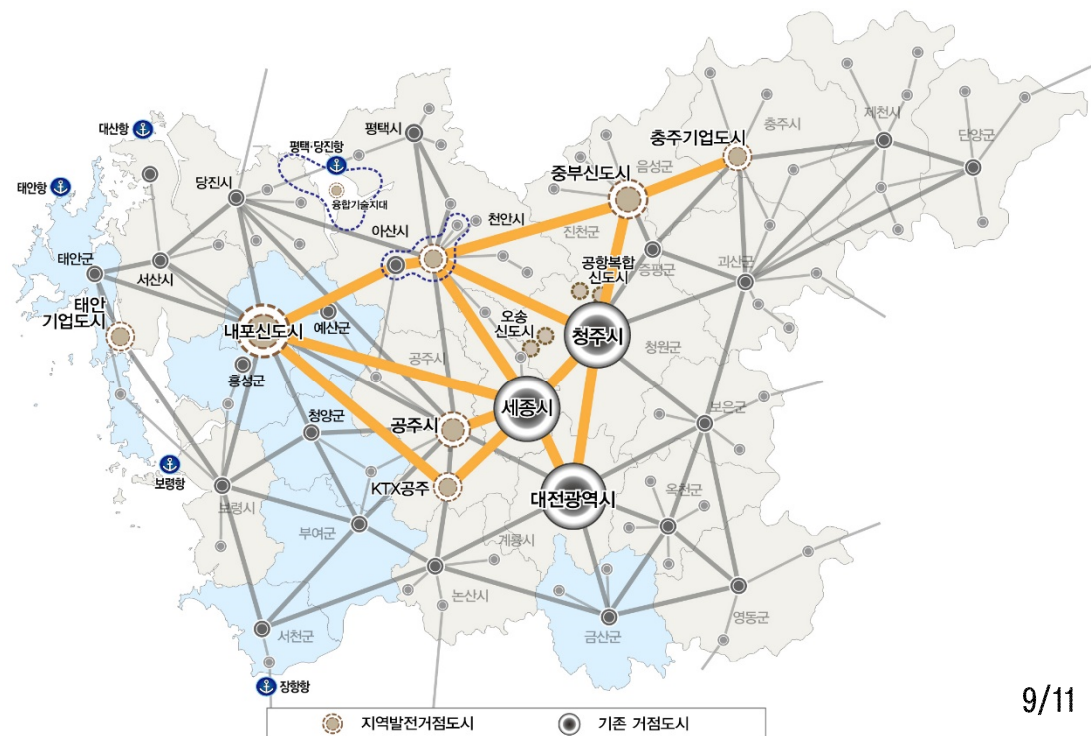 대산항
태안항
평택·당진항
융합기술지대
평택시
당진시
아산시
천안시
음성군
중부신도시
충주기업도시
충주시
제천시
단양군
진천군
증평군
괴산군
공항복합
신도시
태안군
서산시
태안
기업도시
내포신도시
예산군
홍성군
오송
신도시
청주시
청원군
공주시
세종시
공주시
청양군
보은군
KTX공주
대전광역시
보령항
보령시
부여군
계룡시
옥천군
논산시
서천군
금산군
영동군
장항항
지역발전거점도시
기존 거점도시
9/11